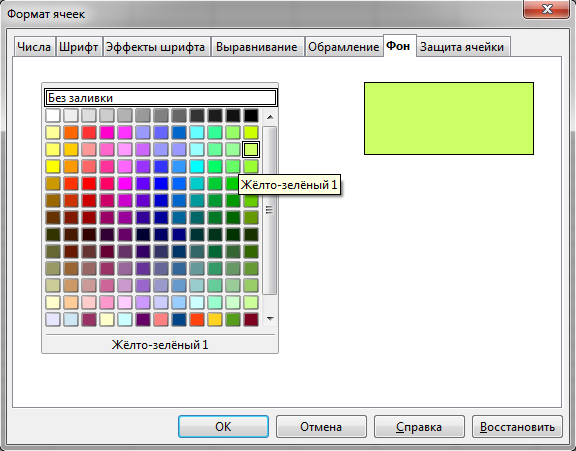 Формат ячеек
Числа Шрифт Эффекты шрифта Выравнивание Обрамление Фон Защита ячейки
Без заливки
Жёлто-зелёный 1
Жёлто-зелёный 1
ОК Отмена Справка Восстановить